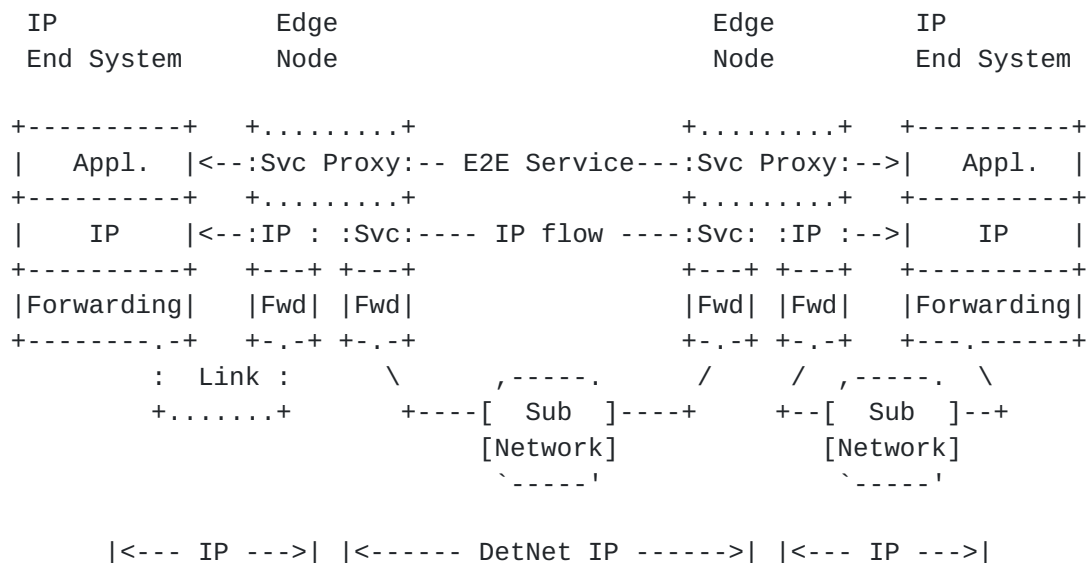 IP               Edge                        Edge         IP
 End System      Node                         Node         End System

+----------+   +.........+                +.........+   +----------+
|   Appl.  |<--:Svc Proxy:-- E2E Service---:Svc Proxy:-->|   Appl.  |
+----------+   +.........+                +.........+   +----------+
|    IP    |<--:IP : :Svc:---- IP flow ----:Svc: :IP :-->|    IP    |
+----------+   +---+ +---+                +---+ +---+   +----------+
|Forwarding|   |Fwd| |Fwd|                |Fwd| |Fwd|   |Forwarding|
+--------.-+   +-.-+ +-.-+                +-.-+ +-.-+   +---.------+
         :  Link :      \      ,-----.     /     /  ,-----.  \
         +.......+       +----[  Sub  ]----+     +--[  Sub  ]--+
                              [Network]             [Network]
                               `-----'               `-----'

      |<--- IP --->| |<------ DetNet IP ------>| |<--- IP --->|